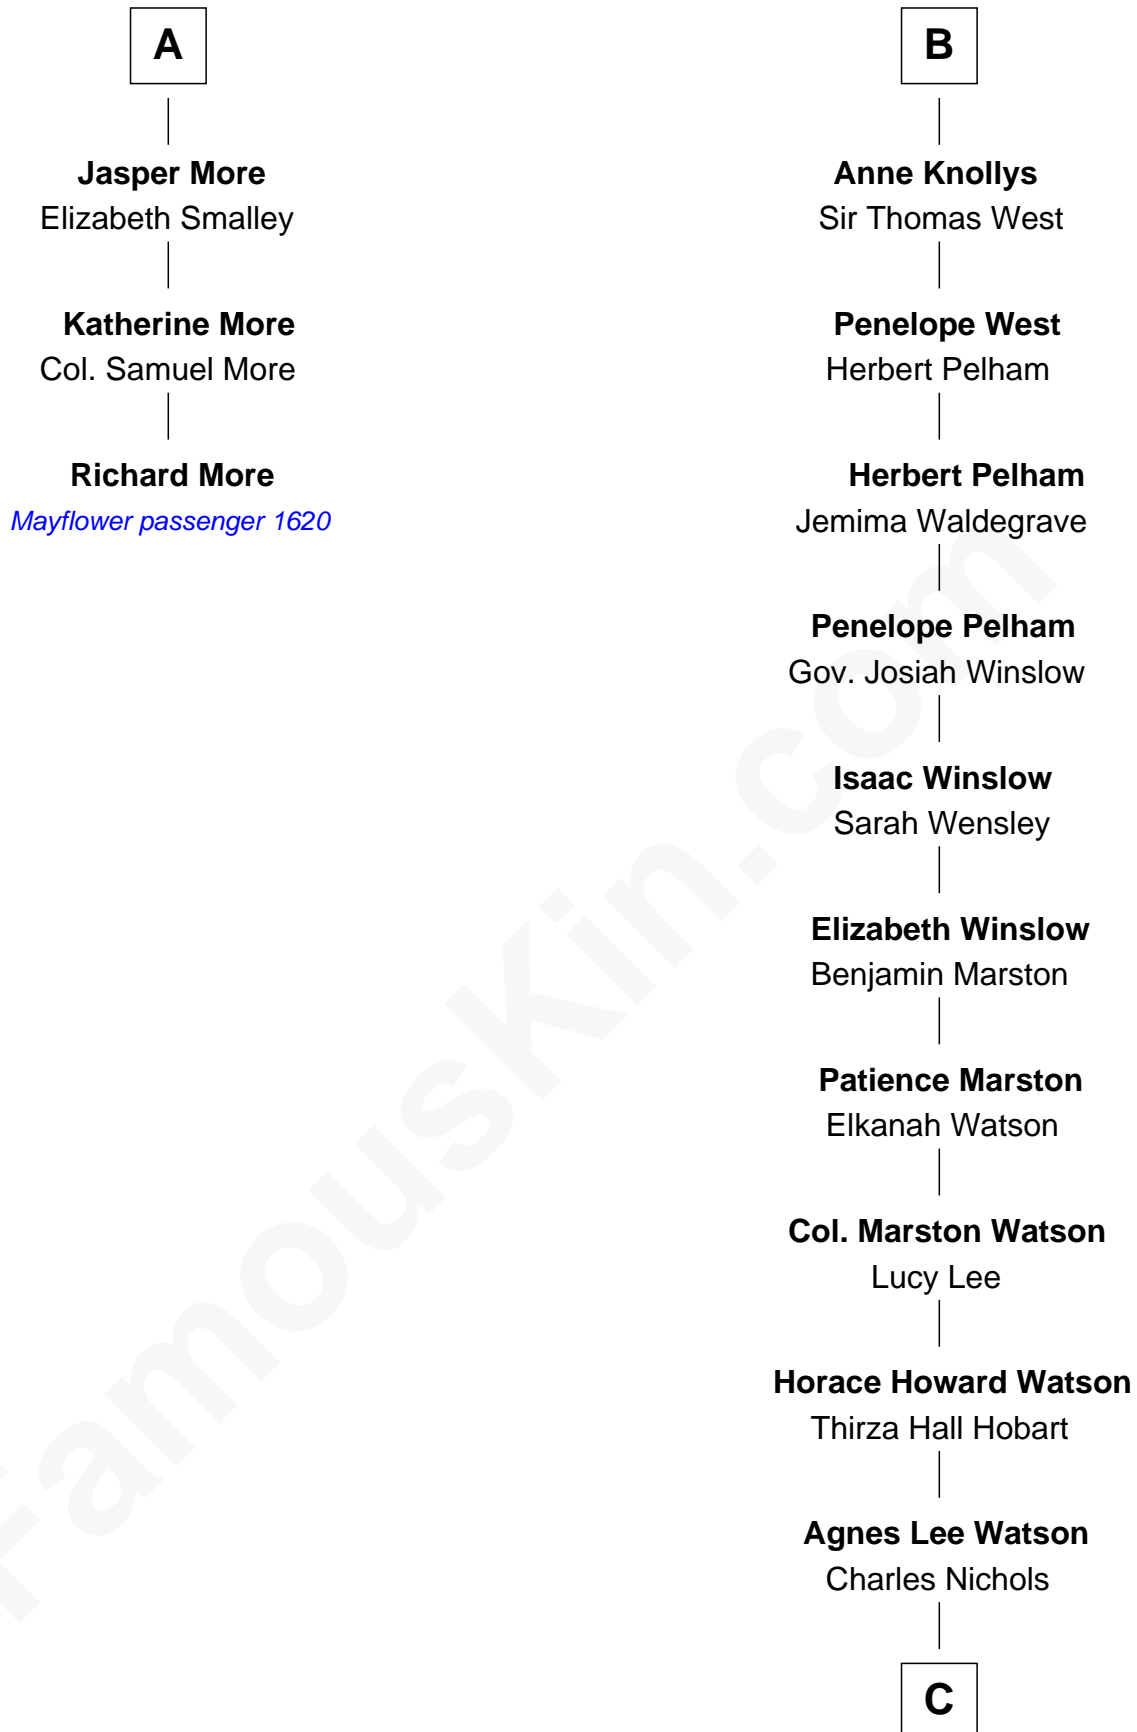 A
Jasper More
Elizabeth Smalley
Katherine More
Col. Samuel More
Richard More
Mayflower passenger 1620
B
Anne Knollys
Sir Thomas West
Penelope West
Herbert Pelham
Herbert Pelham
Jemima Waldegrave
Penelope Pelham
Gov. Josiah Winslow
Isaac Winslow
Sarah Wensley
Elizabeth Winslow
Benjamin Marston
Patience Marston
Elkanah Watson
Col. Marston Watson
Lucy Lee
Horace Howard Watson
Thirza Hall Hobart
Agnes Lee Watson
Charles Nichols
C
FamousKin.com